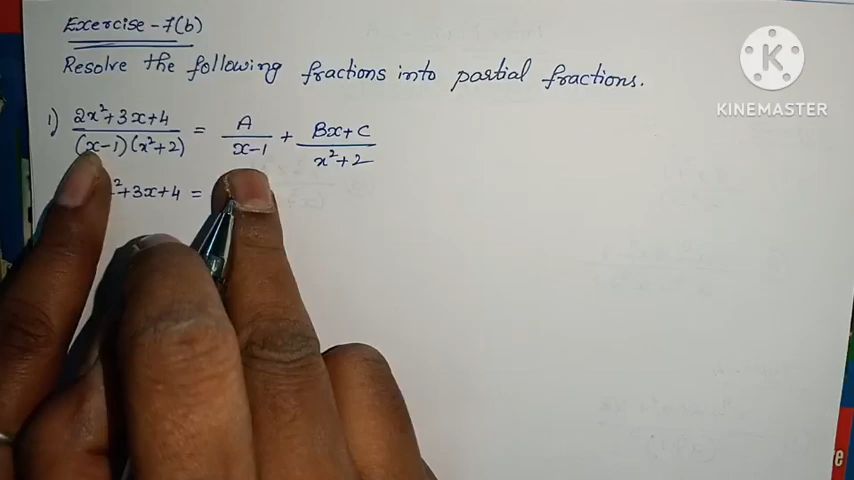 Exercise-7(b)
Resolve the following fractions into partial fractions.
1) 2x²+3x+4 / (x-1)(x²+2) = A / x-1 + Bx+C / x²+2
²+3x+4 =
K
KINEMASTER
e